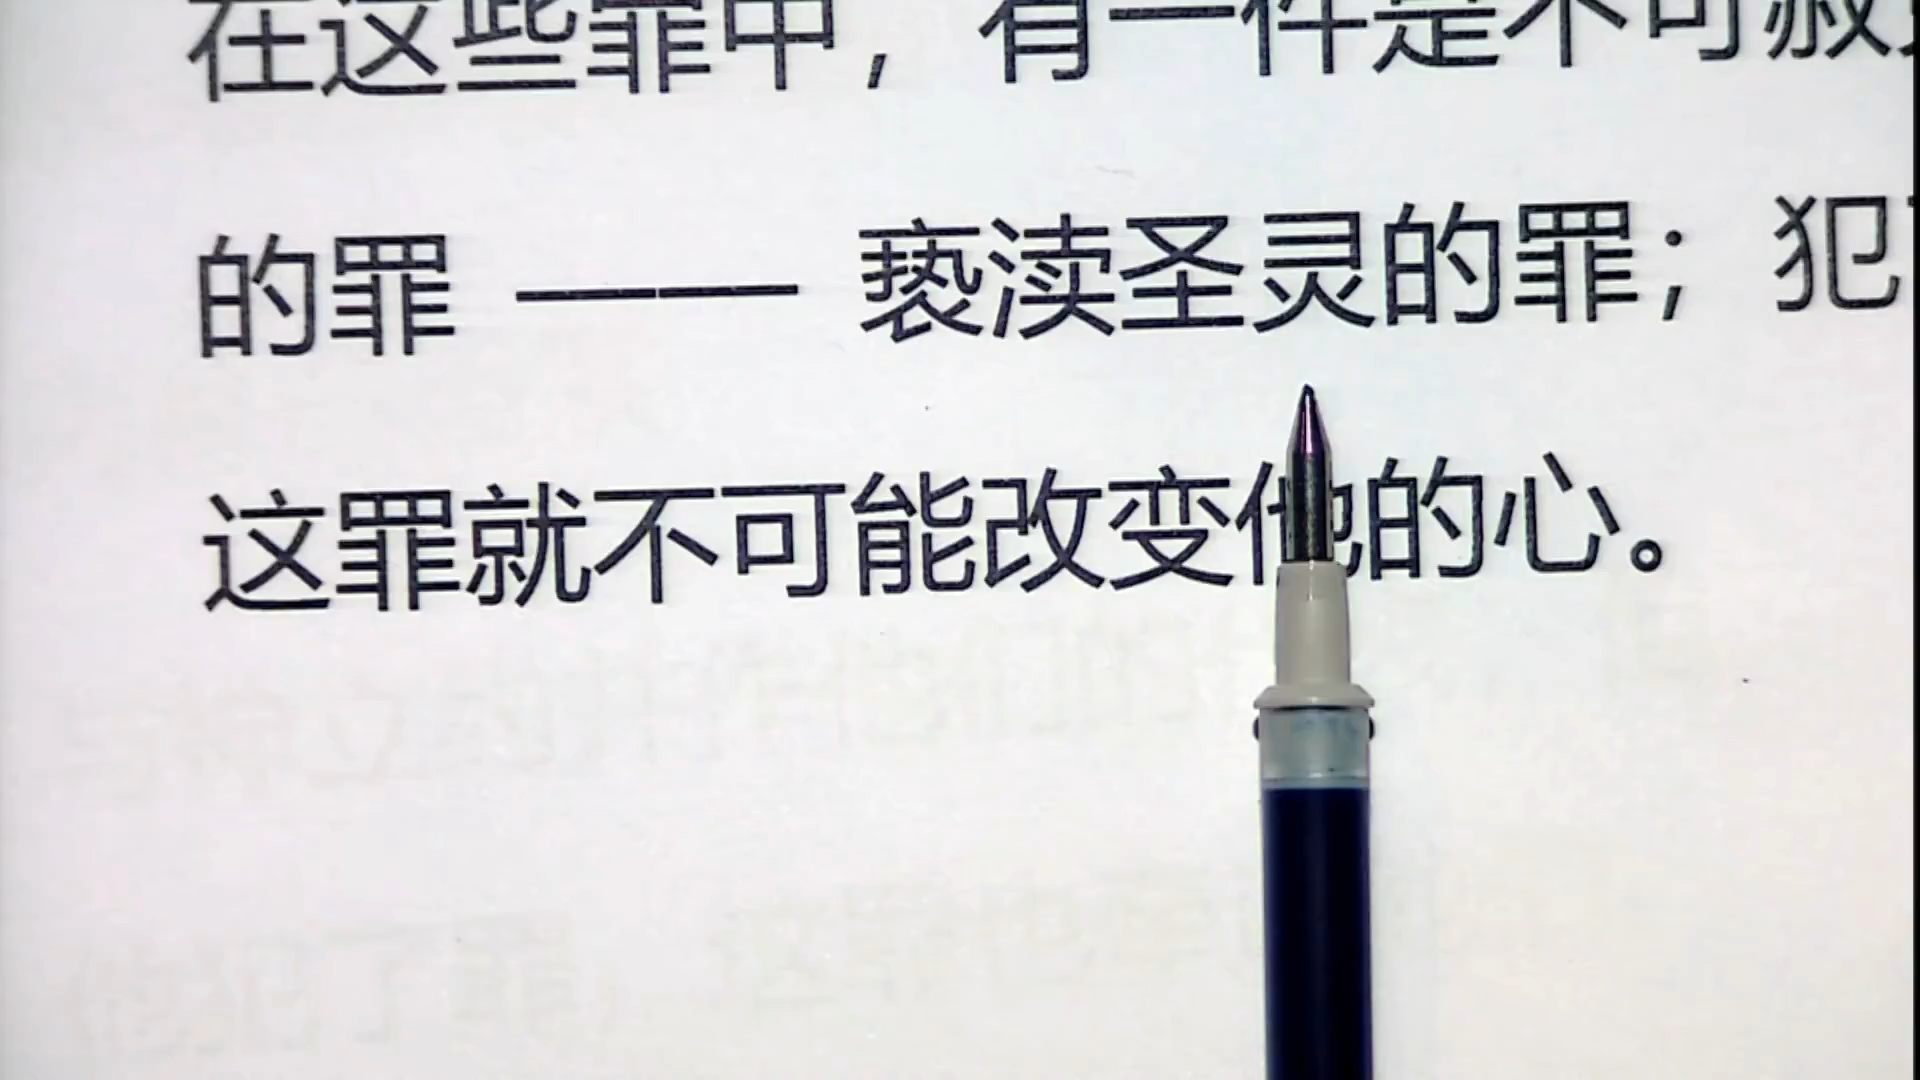 在这些罪中，有一件是不可赦
的罪 —— 亵渎圣灵的罪；犯
这罪就不可能改变他的心。